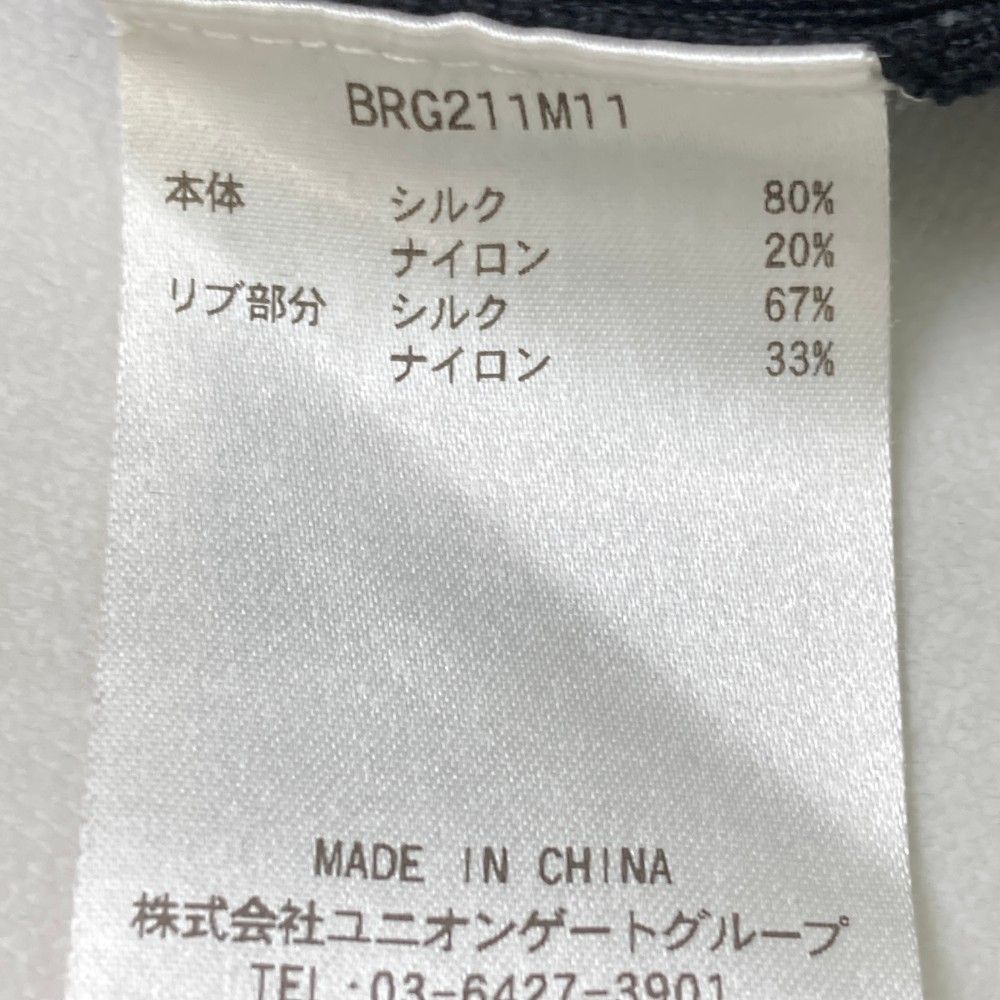 BRG211M11
本体 シルク 80%
ナイロン 20%
リブ部分 シルク 67%
ナイロン 33%
MADE IN CHINA
株式会社ユニオンゲートグループ
TEL:03-6427-3901